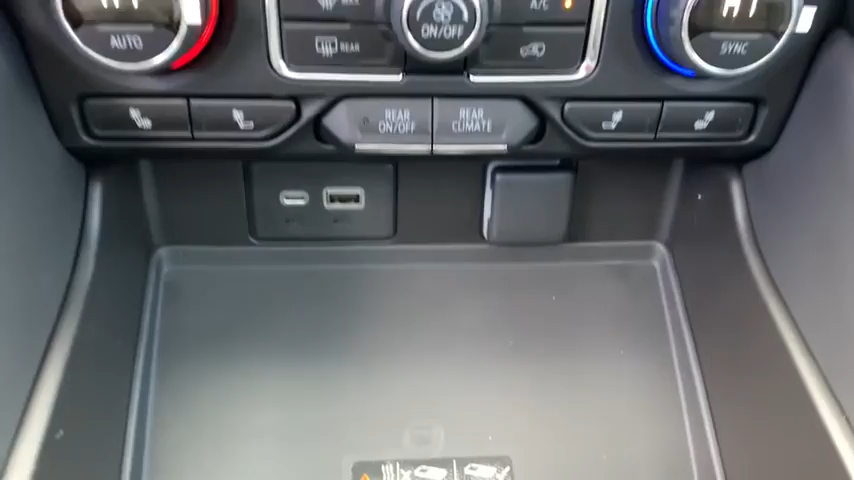 A/C
ON/OFF
AUTO
REAR
SYNC
REAR
ON/OFF
REAR
CLIMATE